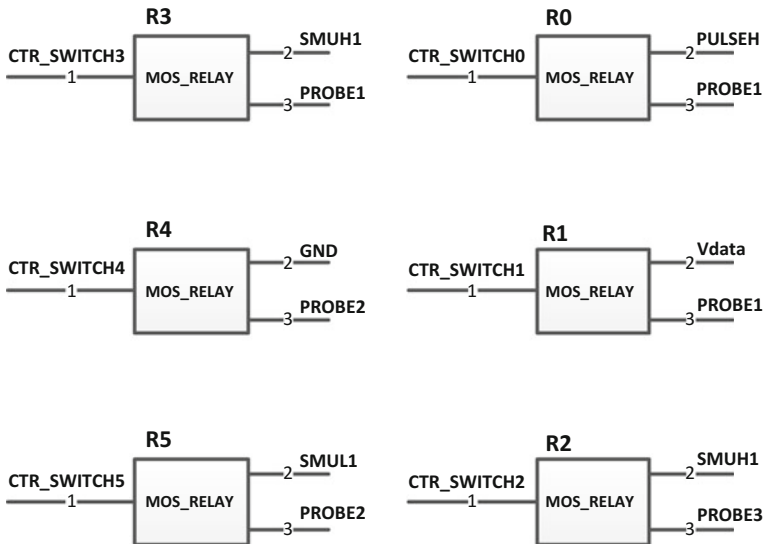 R3
CTR_SWITCH3
1
MOS_RELAY
2
SMUH1
3
PROBE1
R0
CTR_SWITCH0
1
MOS_RELAY
2
PULSEH
3
PROBE1
R4
CTR_SWITCH4
1
MOS_RELAY
2
GND
3
PROBE2
R1
CTR_SWITCH1
1
MOS_RELAY
2
Vdata
3
PROBE1
R5
CTR_SWITCH5
1
MOS_RELAY
2
SMUL1
3
PROBE2
R2
CTR_SWITCH2
1
MOS_RELAY
2
SMUH1
3
PROBE3